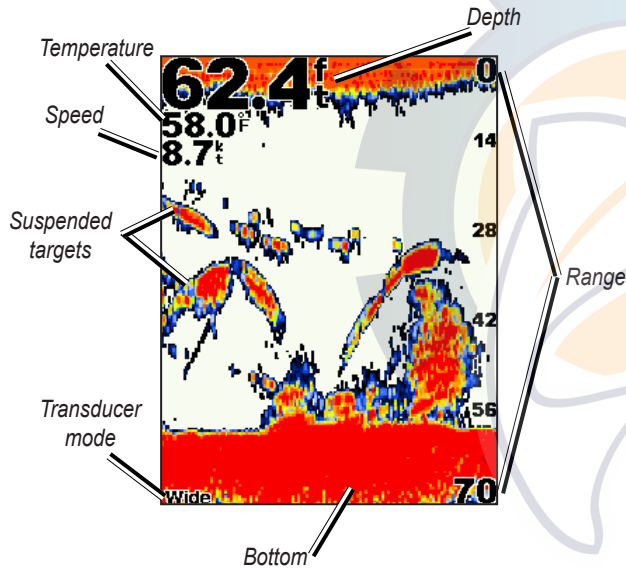 Depth
Temperature
62.4 ft
0
58.0 °F
Speed
8.7 kt
14
Suspended
targets
28
Range
42
Transducer
mode
56
Wide
70
Bottom